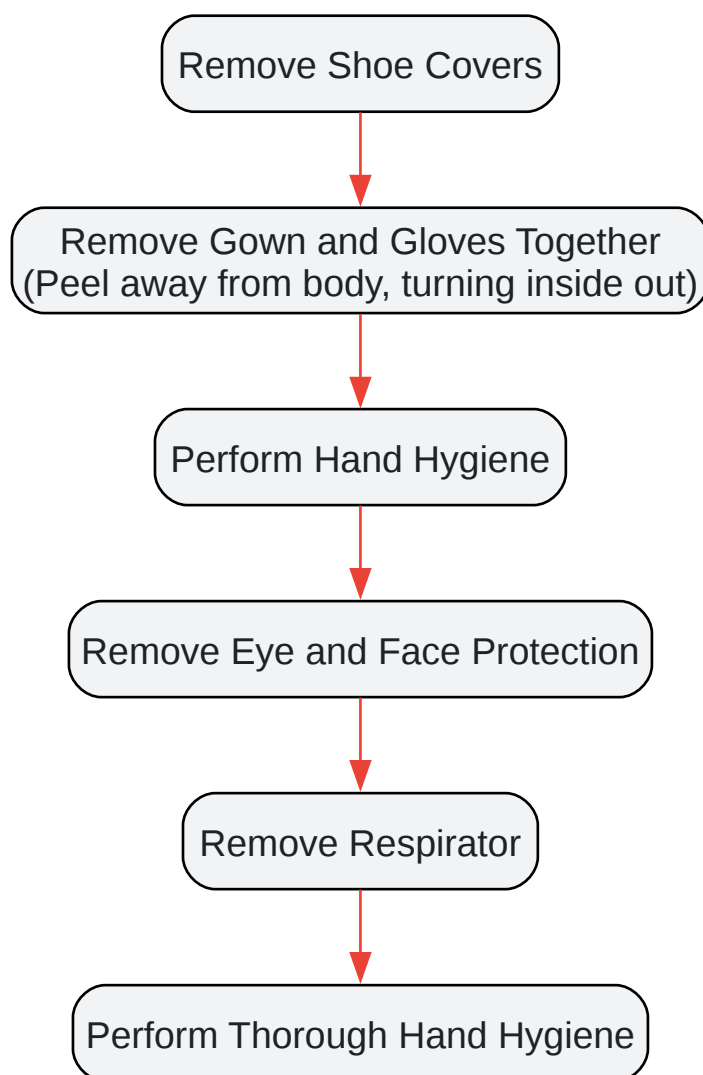 Remove Shoe Covers
Remove Gown and Gloves Together
(Peel away from body, turning inside out)
Perform Hand Hygiene
Remove Eye and Face Protection
Remove Respirator
Perform Thorough Hand Hygiene